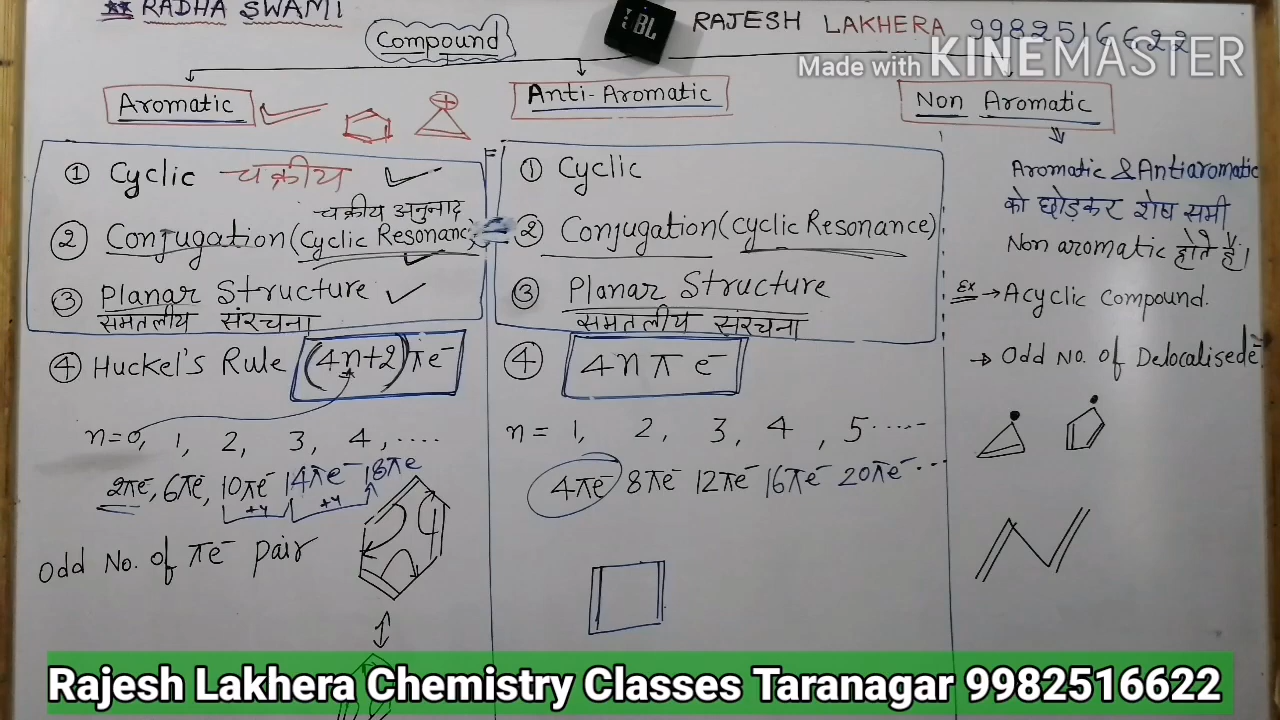 RADHA SWAMI
RAJESH LAKHERA 9982516622
Compound
JBL
Made with KINEMASTER
Aromatic
Anti-Aromatic
Non Aromatic
① Cyclic चक्रीय
चक्रीय अनुनाद
② Conjugation (Cyclic Resonance
③ Planar Structure
समतलीय संरचना
④ Huckel's Rule (4n+2)πe⁻
n=0, 1, 2, 3, 4, ....
2πe⁻, 6πe⁻, 10πe⁻ 14πe⁻ 18πe
+4 +4
Odd No. of πe⁻ pair
① Cyclic
② Conjugation (Cyclic Resonance)
③ Planar Structure
समतलीय संरचना
④ 4nπe⁻
n = 1, 2, 3, 4, 5......
4πe⁻ 8πe⁻ 12πe⁻ 16πe⁻ 20πe⁻...
Aromatic & Antiaromatic
को छोड़कर शेष सभी
Non aromatic होते हैं।
Ex → Acyclic Compound.
→ Odd No. of Delocalised e⁻
Rajesh Lakhera Chemistry Classes Taranagar 9982516622